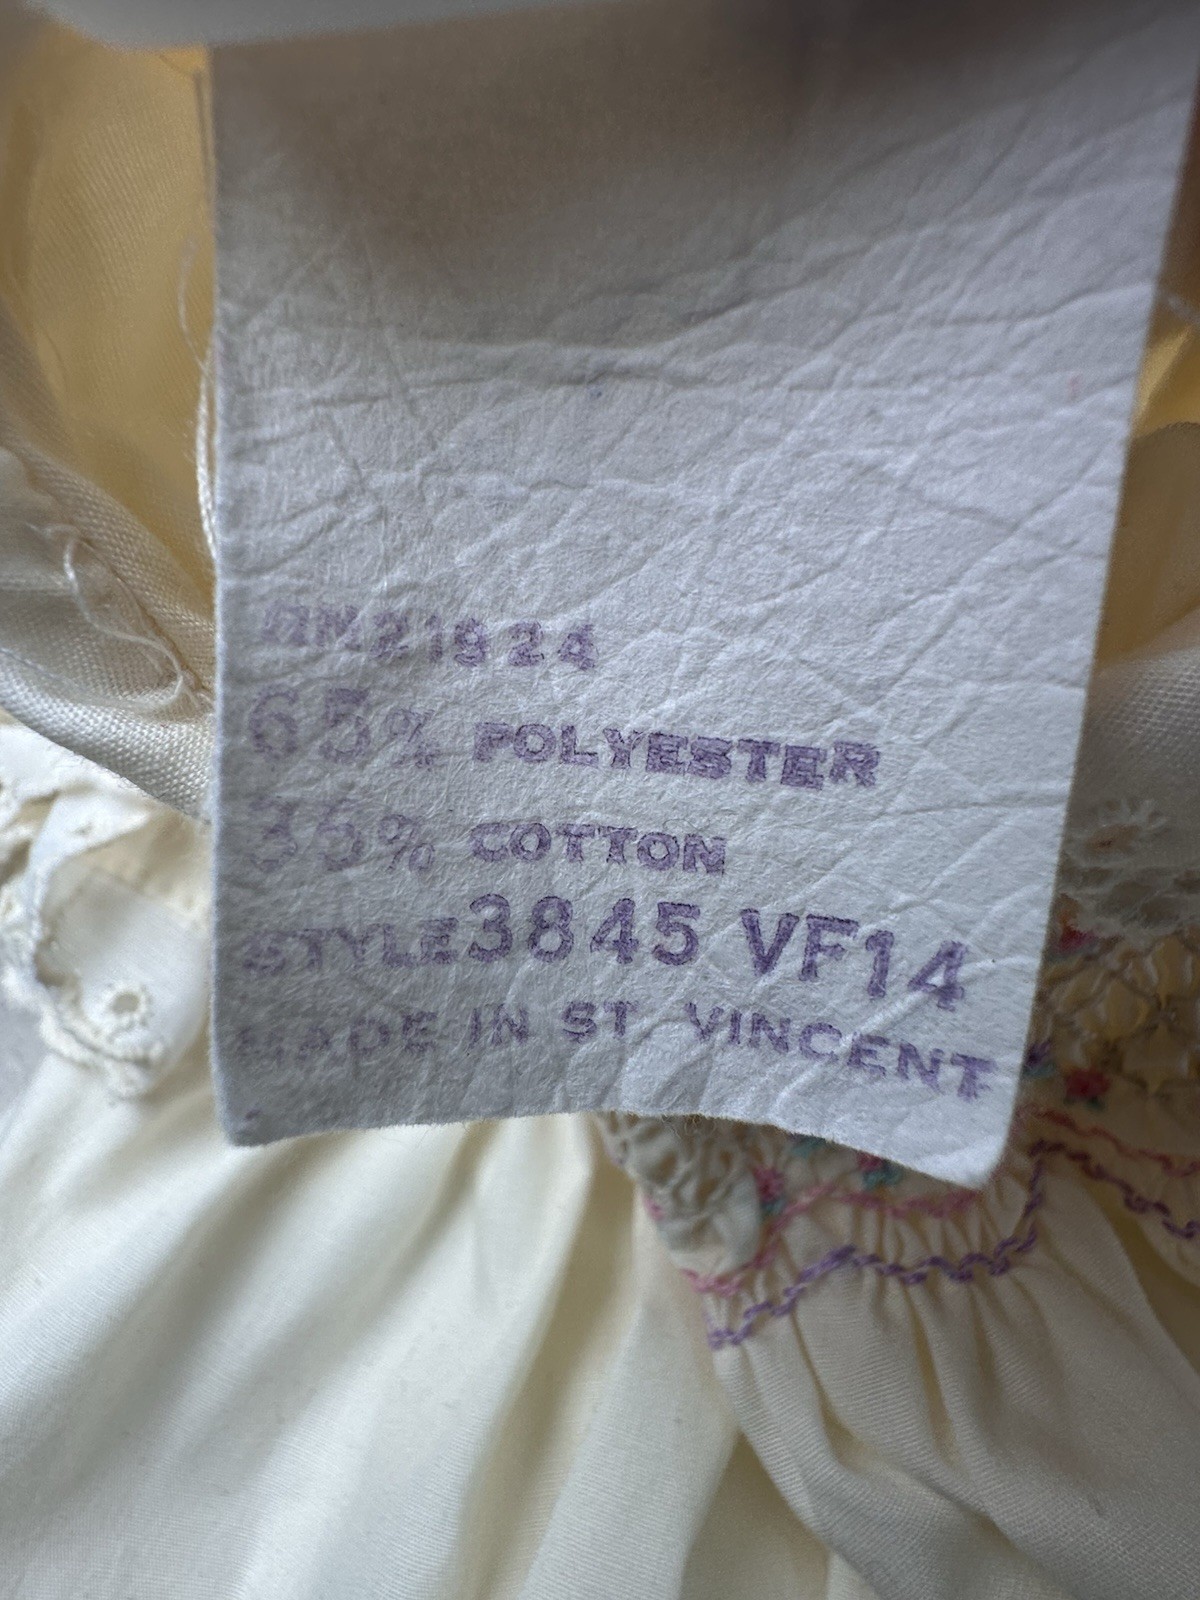 RN21924
65% POLYESTER
35% COTTON
STYLE3845 VF14
MADE IN ST VINCENT